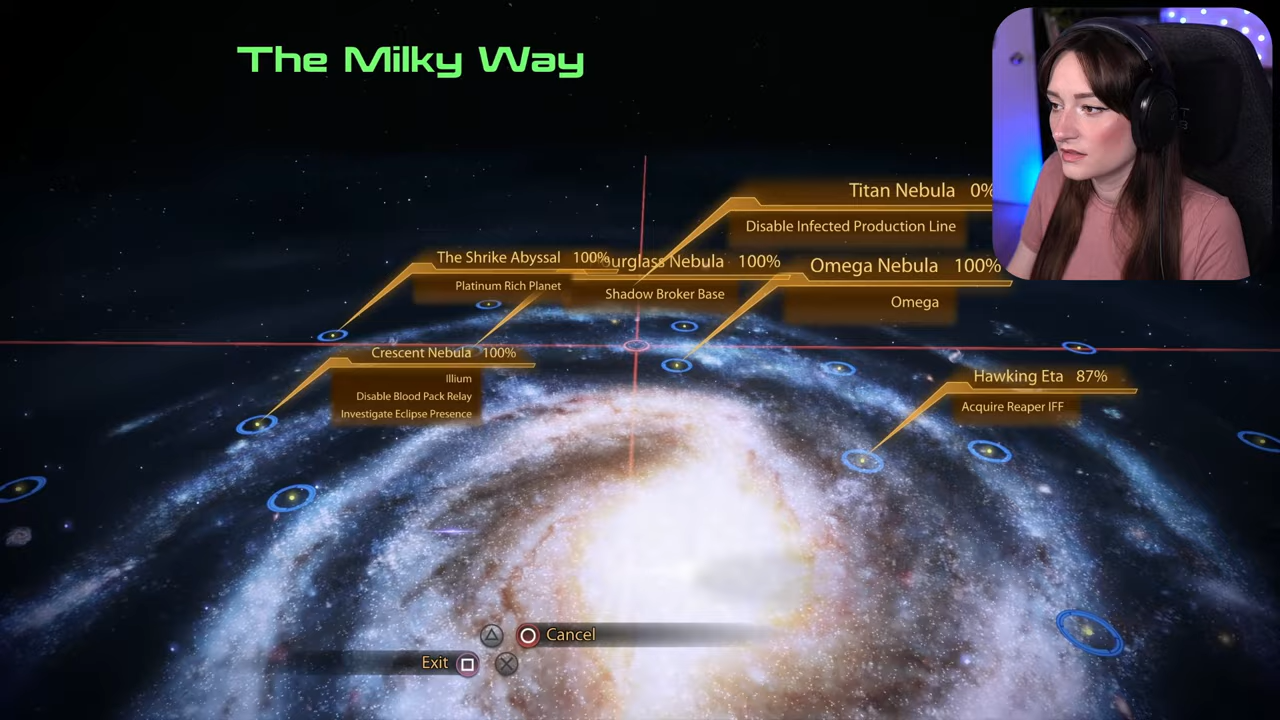 The Milky Way
Titan Nebula 0%
Disable Infected Production Line
The Shrike Abyssal 100%
Platinum Rich Planet
Nebula 100%
Shadow Broker Base
Omega Nebula 100%
Omega
Crescent Nebula 100%
Illium
Disable Blood Pack Relay
Investigate Eclipse Presence
Hawking Eta 87%
Acquire Reaper IFF
Cancel
Exit